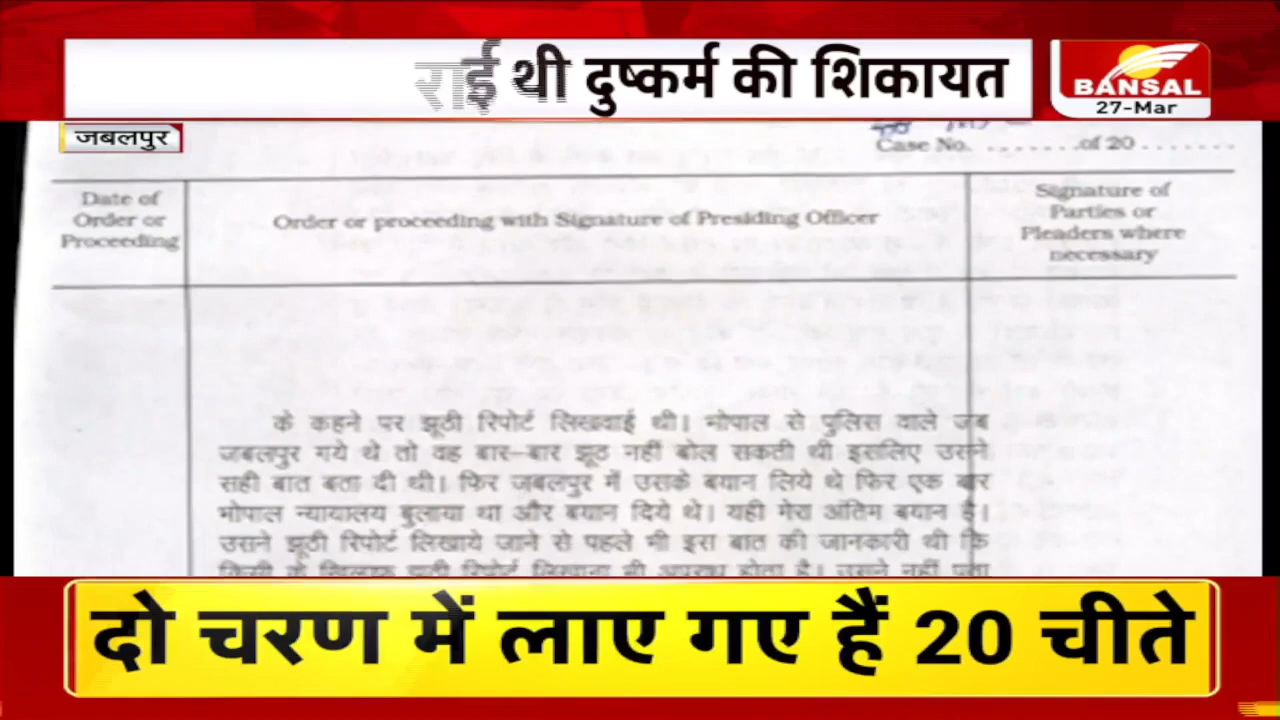 राई थी दुष्कर्म की शिकायत
BANSAL
27-Mar
जबलपुर
Case No. .......of 20 .......
Date of
Order or
Proceeding
Order or proceeding with Signature of Presiding Officer
Signature of
Parties or
Pleaders where
necessary
के कहने पर झूठी रिपोर्ट लिखवाई थी। भोपाल से पुलिस वाले जब
जबलपुर गये थे तो वह बार-बार झूठ नहीं बोल सकती थी इसलिए उसने
सही बात बता दी थी। फिर जबलपुर में उसके बयान लिये थे फिर एक बार
भोपाल न्यायालय बुलाया था और बयान दिये थे। यही मेरा अंतिम बयान है।
उसने झूठी रिपोर्ट लिखाये जाने से पहले भी इस बात की जानकारी थी कि
दो चरण में लाए गए हैं 20 चीते